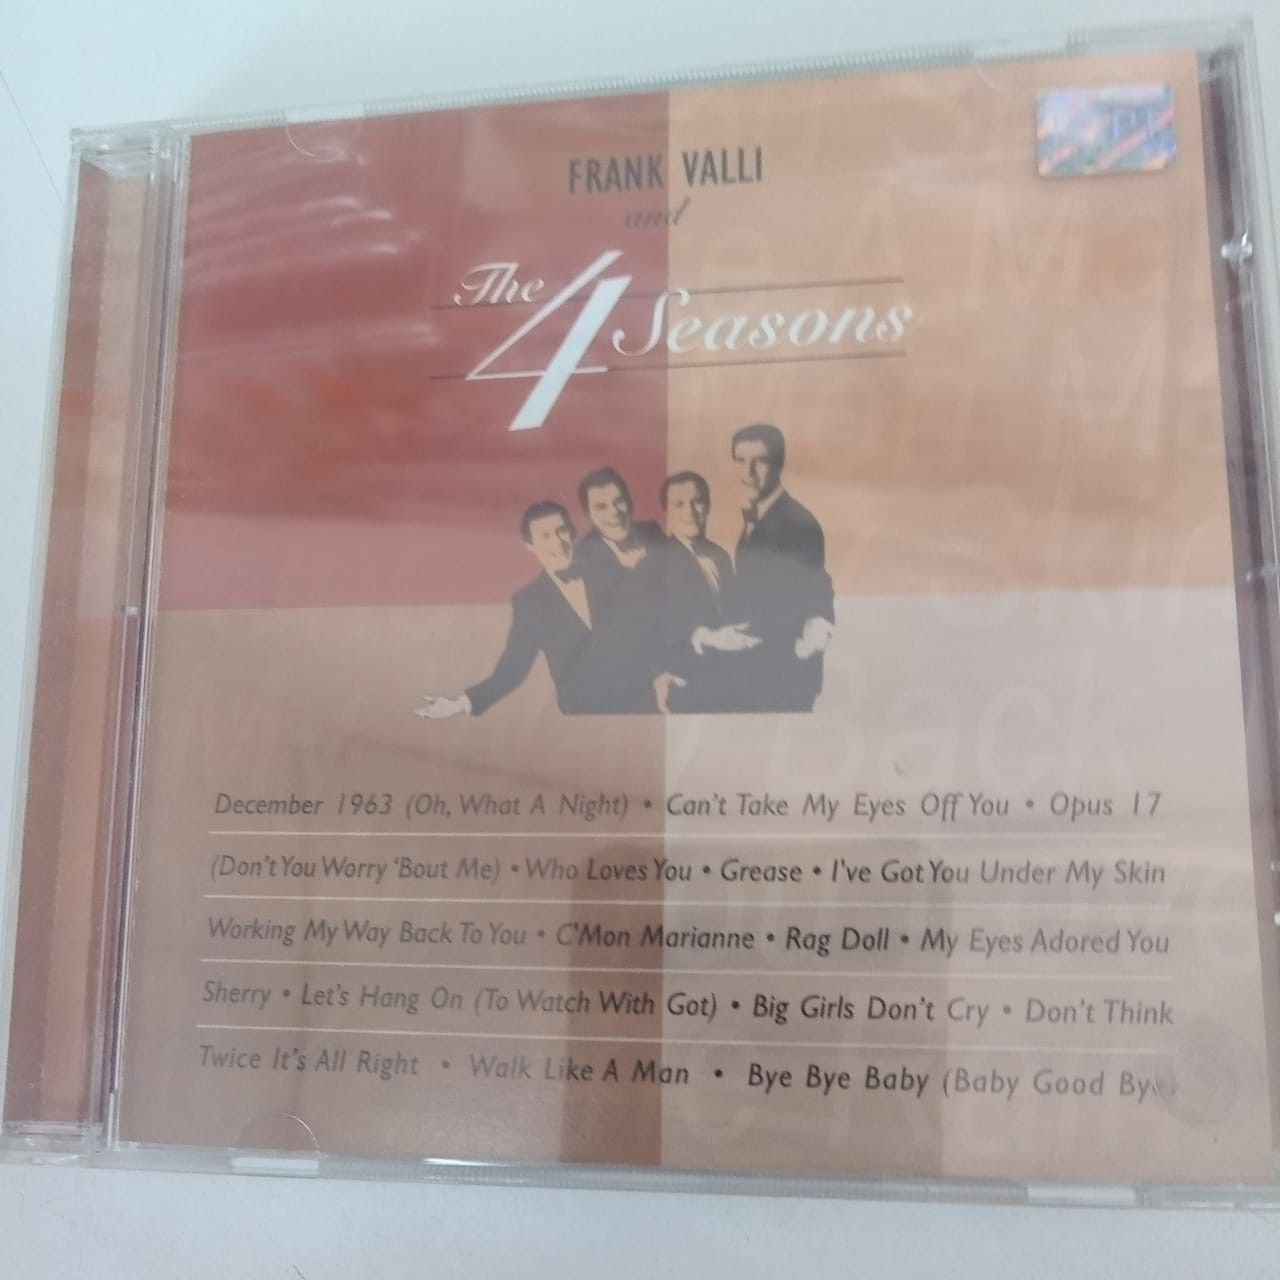 FRANK VALLI
and
The 4 Seasons
December 1963 (Oh, What A Night) • Can't Take My Eyes Off You • Opus 17
(Don't You Worry 'Bout Me) • Who Loves You • Grease • I've Got You Under My Skin
Working My Way Back To You • C'Mon Marianne • Rag Doll • My Eyes Adored You
Sherry • Let's Hang On (To Watch With Got) • Big Girls Don't Cry • Don't Think
Twice It's All Right • Walk Like A Man • Bye Bye Baby (Baby Good Bye)
Skin
Back